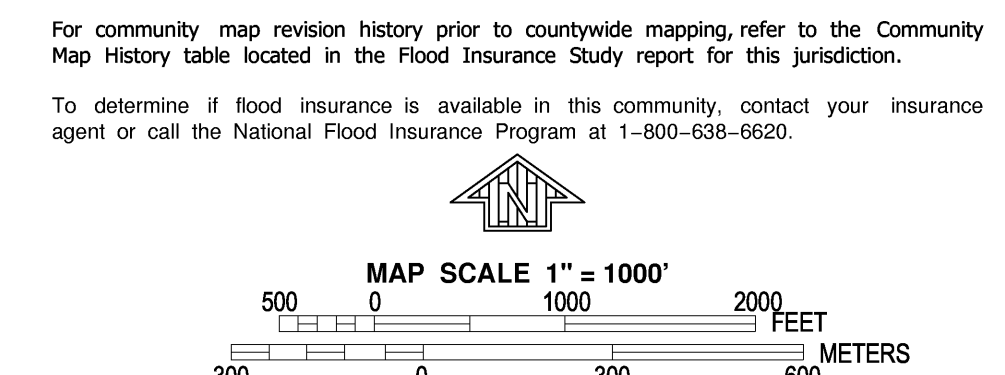 For community map revision history prior to countywide mapping, refer to the Community
Map History table located in the Flood Insurance Study report for this jurisdiction.
To determine if flood insurance is available in this community, contact your insurance
agent or call the National Flood Insurance Program at 1–800–638–6620.
N
MAP SCALE 1" = 1000'
500 0 1000 2000
FEET
METERS
300 0 300 600